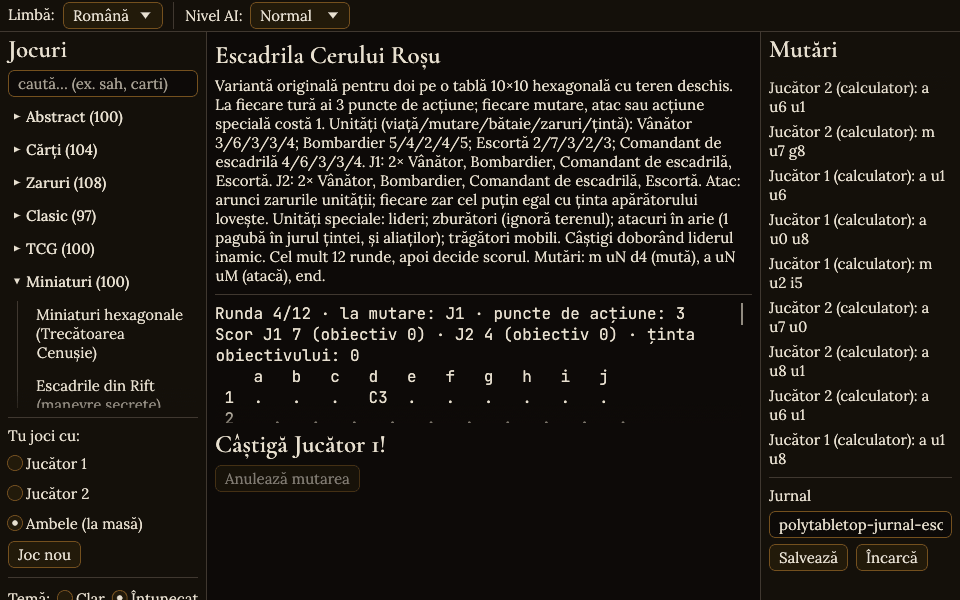 Limbă: Română Nivel AI: Normal
Jocuri
caută... (ex. sah, carti)
Abstract (100)
Cărți (104)
Zaruri (108)
Clasic (97)
TCG (100)
Miniaturi (100)
Miniaturi hexagonale
(Trecătoarea
Cenușie)
Escadrile din Rift
(manevre secrete)
Tu joci cu:
Jucător 1
Jucător 2
Ambele (la masă)
Joc nou
Temă: Clar Întunecat
Escadrila Cerului Roșu
Variantă originală pentru doi pe o tablă 10×10 hexagonală cu teren deschis.
La fiecare tură ai 3 puncte de acțiune; fiecare mutare, atac sau acțiune
specială costă 1. Unități (viață/mutare/bătaie/zaruri/țintă): Vânător
3/6/3/3/4; Bombardier 5/4/2/4/5; Escortă 2/7/3/2/3; Comandant de
escadrilă 4/6/3/3/4. J1: 2× Vânător, Bombardier, Comandant de escadrilă,
Escortă. J2: 2× Vânător, Bombardier, Comandant de escadrilă, Escortă. Atac:
arunci zarurile unității; fiecare zar cel puțin egal cu ținta apărătorului
lovește. Unități speciale: lideri; zburători (ignoră terenul); atacuri în arie (1
pagubă în jurul țintei, și aliaților); trăgători mobili. Câștigi doborând liderul
inamic. Cel mult 12 runde, apoi decide scorul. Mutări: m uN d4 (mută), a uN
uM (atacă), end.
Runda 4/12 · la mutare: J1 · puncte de acțiune: 3
Scor J1 7 (obiectiv 0) · J2 4 (obiectiv 0) · ținta
obiectivului: 0
a b c d e f g h i j
1 . . . C3 . . . . . .
2 . . . . . . . . . .
Câștigă Jucător 1!
Anulează mutarea
Mutări
Jucător 2 (calculator): a
u6 u1
Jucător 2 (calculator): m
u7 g8
Jucător 1 (calculator): a u1
u6
Jucător 1 (calculator): a
u0 u8
Jucător 1 (calculator): m
u2 i5
Jucător 2 (calculator): a
u7 u0
Jucător 2 (calculator): a
u8 u1
Jucător 2 (calculator): a
u6 u1
Jucător 1 (calculator): a u1
u8
Jurnal
polytabletop-jurnal-esc
Salvează Încarcă